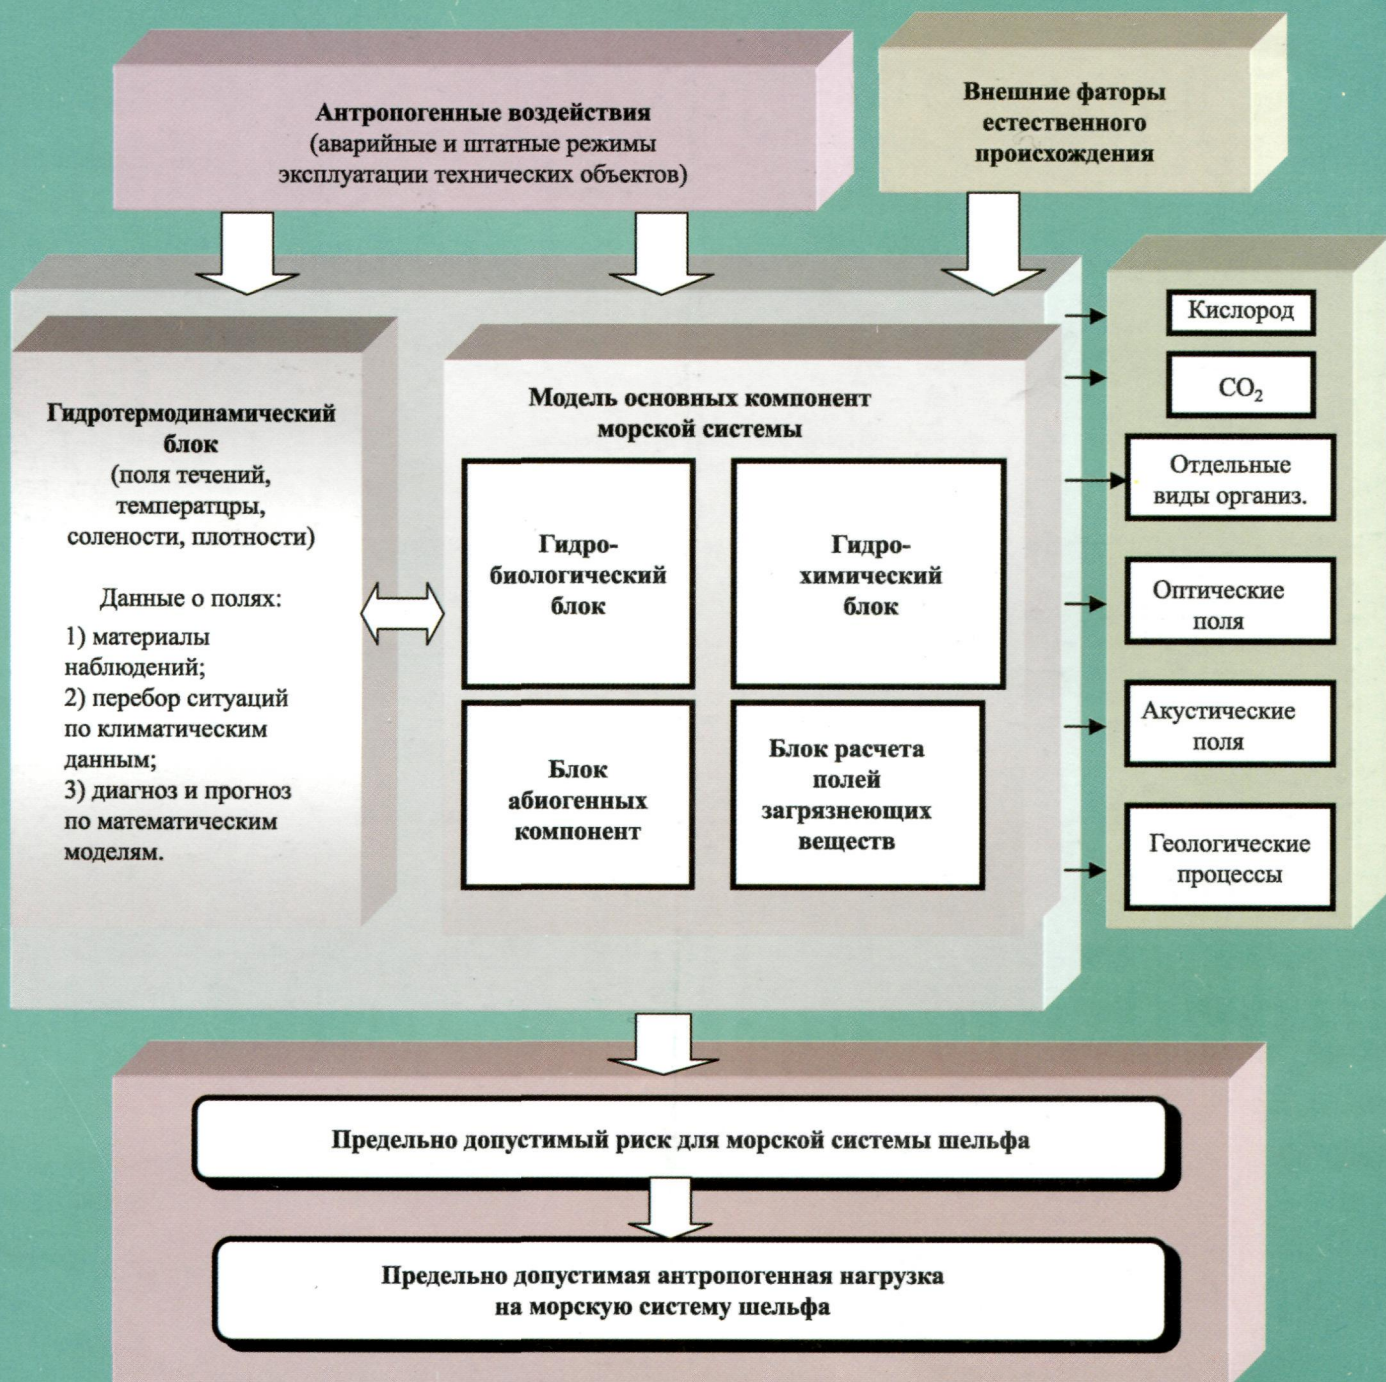 Антропогенные воздействия
(аварийные и штатные режимы
эксплуатации технических объектов)
Внешние фаторы
естественного
происхождения
Гидротермодинамический
блок
(поля течений,
температцры,
солености, плотности)
Данные о полях:
1) материалы
наблюдений;
2) перебор ситуаций
по климатическим
данным;
3) диагноз и прогноз
по математическим
моделям.
Модель основных компонент
морской системы
Гидро-
биологический
блок
Гидро-
химический
блок
Блок
абиогенных
компонент
Блок расчета
полей
загрязнеющих
веществ
Кислород
CO₂
Отдельные
виды организ.
Оптические
поля
Акустические
поля
Геологические
процессы
Предельно допустимый риск для морской системы шельфа
Предельно допустимая антропогенная нагрузка
на морскую систему шельфа